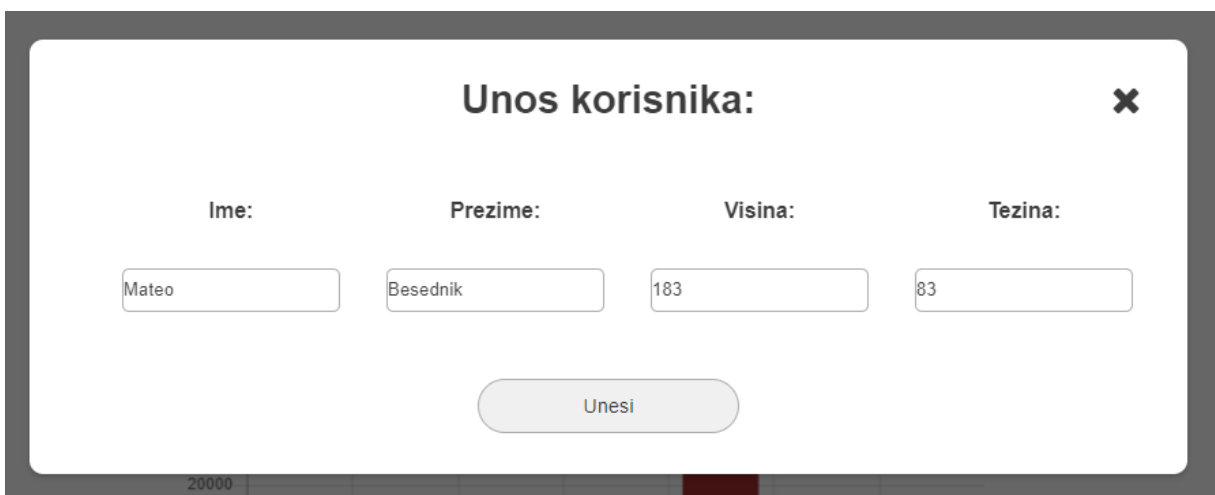 Unos korisnika:
Ime: Prezime: Visina: Tezina:
Mateo Besednik 183 83
Unesi
20000